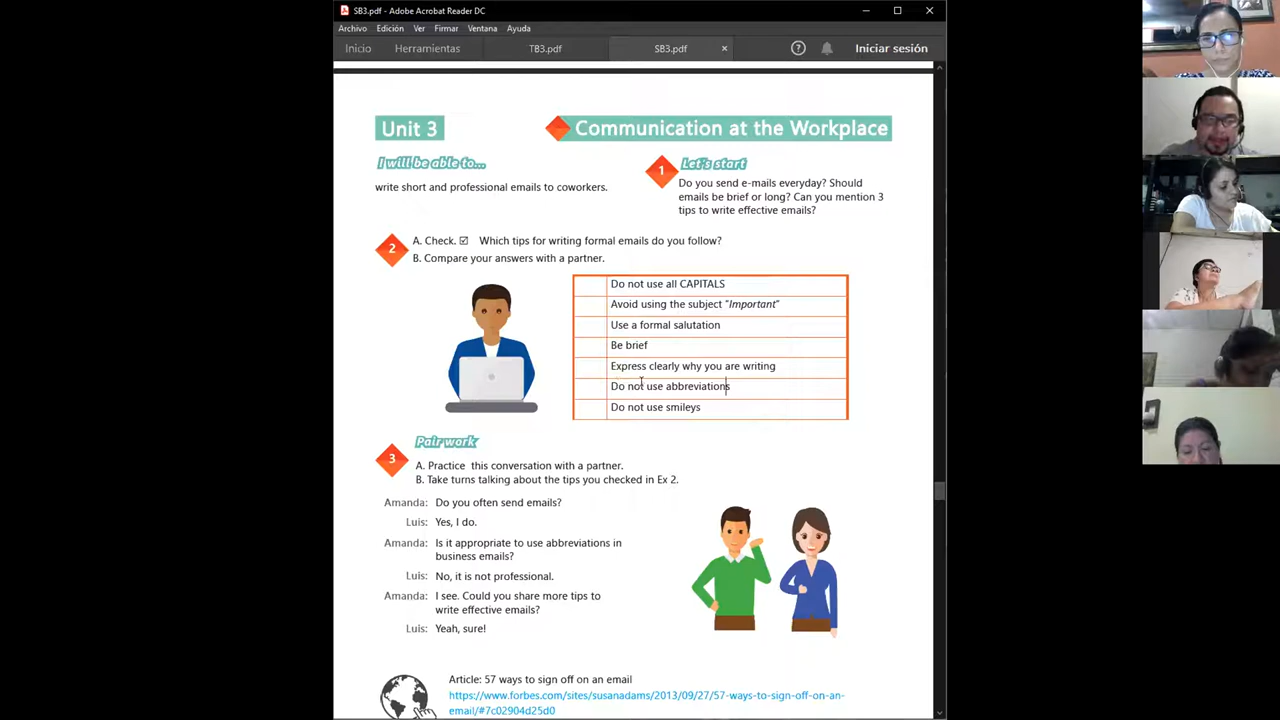 SB3.pdf - Adobe Acrobat Reader DC
Archivo Edición Ver Firmar Ventana Ayuda
Inicio Herramientas TB3.pdf SB3.pdf × ? Iniciar sesión
Unit 3 Communication at the Workplace
I will be able to...
write short and professional emails to coworkers.
1 Let's start
Do you send e-mails everyday? Should
emails be brief or long? Can you mention 3
tips to write effective emails?
2 A. Check. ☑ Which tips for writing formal emails do you follow?
B. Compare your answers with a partner.
Do not use all CAPITALS
Avoid using the subject "Important"
Use a formal salutation
Be brief
Express clearly why you are writing
Do not use abbreviations
Do not use smileys
Pair work
3 A. Practice this conversation with a partner.
B. Take turns talking about the tips you checked in Ex 2.
Amanda: Do you often send emails?
Luis: Yes, I do.
Amanda: Is it appropriate to use abbreviations in
business emails?
Luis: No, it is not professional.
Amanda: I see. Could you share more tips to
write effective emails?
Luis: Yeah, sure!
Article: 57 ways to sign off on an email
https://www.forbes.com/sites/susanadams/2013/09/27/57-ways-to-sign-off-on-an-
email/#7c02904d25d0